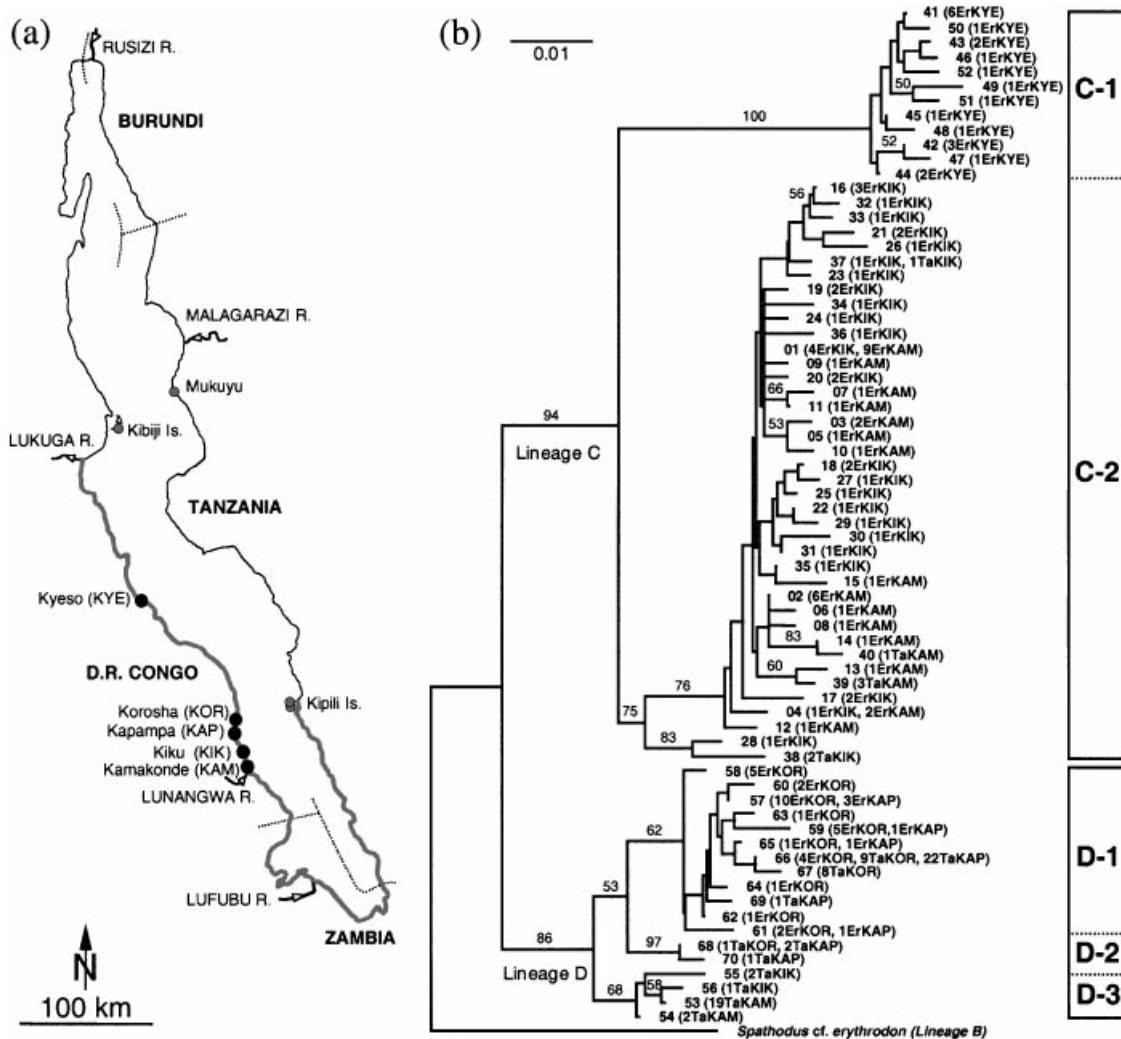 (a)
RUSIZI R.
BURUNDI
MALAGARAZI R.
Mukuyu
Kibiji Is.
LUKUGA R.
TANZANIA
Kyeso (KYE)
D.R. CONGO
Kipili Is.
Korosha (KOR)
Kapampa (KAP)
Kiku (KIK)
Kamakonde (KAM)
LUNANGWA R.
LUFUBU R.
ZAMBIA
N
100 km
(b)
0.01
41 (6ErKYE)
50 (1ErKYE)
43 (2ErKYE)
46 (1ErKYE)
52 (1ErKYE)
50
49 (1ErKYE)
51 (1ErKYE)
100
45 (1ErKYE)
48 (1ErKYE)
52
42 (3ErKYE)
47 (1ErKYE)
44 (2ErKYE)
C-1
56
16 (3ErKIK)
32 (1ErKIK)
33 (1ErKIK)
21 (2ErKIK)
26 (1ErKIK)
37 (1ErKIK, 1TaKIK)
23 (1ErKIK)
19 (2ErKIK)
34 (1ErKIK)
24 (1ErKIK)
36 (1ErKIK)
01 (4ErKIK, 9ErKAM)
09 (1ErKAM)
20 (2ErKIK)
66
07 (1ErKAM)
11 (1ErKAM)
94
Lineage C
53
03 (2ErKAM)
05 (1ErKAM)
10 (1ErKAM)
18 (2ErKIK)
27 (1ErKIK)
25 (1ErKIK)
22 (1ErKIK)
29 (1ErKIK)
30 (1ErKIK)
31 (1ErKIK)
35 (1ErKIK)
15 (1ErKAM)
02 (6ErKAM)
06 (1ErKAM)
08 (1ErKAM)
83
14 (1ErKAM)
40 (1TaKAM)
60
13 (1ErKAM)
39 (3TaKAM)
76
17 (2ErKIK)
04 (1ErKIK, 2ErKAM)
75
12 (1ErKAM)
83
28 (1ErKIK)
38 (2TaKIK)
C-2
58 (5ErKOR)
60 (2ErKOR)
57 (10ErKOR, 3ErKAP)
63 (1ErKOR)
62
59 (5ErKOR,1ErKAP)
65 (1ErKOR, 1ErKAP)
66 (4ErKOR, 9TaKOR, 22TaKAP)
67 (8TaKOR)
53
64 (1ErKOR)
69 (1TaKAP)
62 (1ErKOR)
61 (2ErKOR, 1ErKAP)
D-1
86
Lineage D
97
68 (1TaKOR, 2TaKAP)
70 (1TaKAP)
D-2
68
55 (2TaKIK)
58
56 (1TaKIK)
53 (19TaKAM)
54 (2TaKAM)
D-3
Spathodus cf. erythrodon (Lineage B)